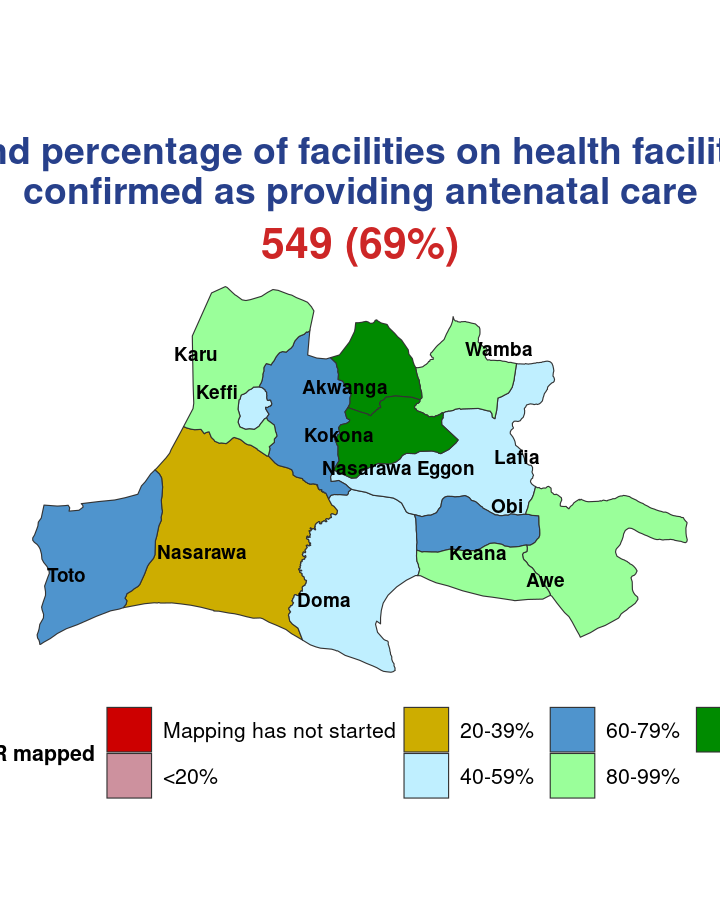 nd percentage of facilities on health facilit
confirmed as providing antenatal care
549 (69%)
Karu
Wamba
Keffi
Akwanga
Kokona
Lafia
Nasarawa Eggon
Obi
Nasarawa
Keana
Toto
Awe
Doma
R mapped
Mapping has not started
20-39%
60-79%
<20%
40-59%
80-99%